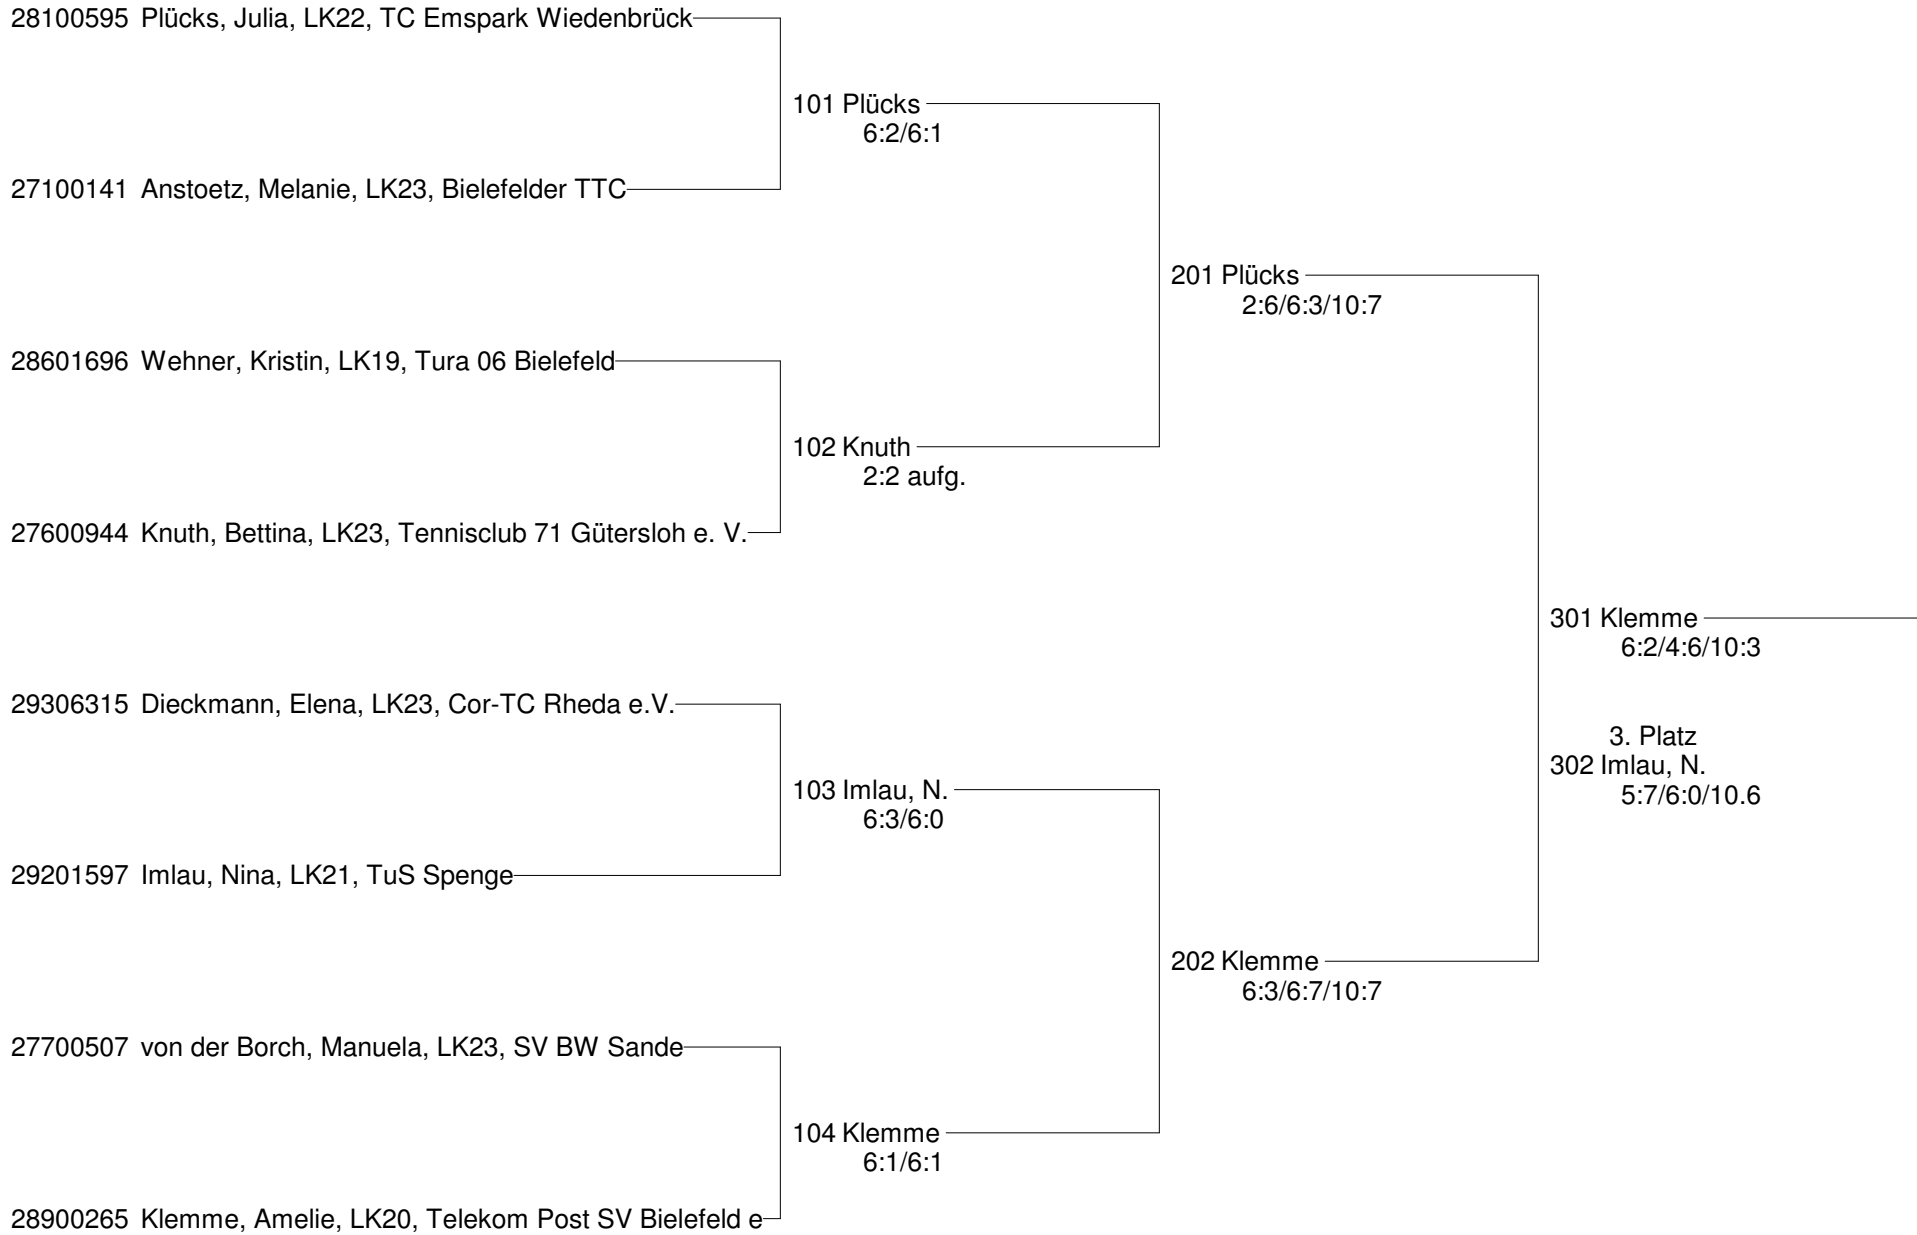 28100595 Plücks, Julia, LK22, TC Emspark Wiedenbrück
101 Plücks
6:2/6:1
27100141 Anstoetz, Melanie, LK23, Bielefelder TTC
201 Plücks
2:6/6:3/10:7
28601696 Wehner, Kristin, LK19, Tura 06 Bielefeld
102 Knuth
2:2 aufg.
27600944 Knuth, Bettina, LK23, Tennisclub 71 Gütersloh e. V.
301 Klemme
6:2/4:6/10:3
29306315 Dieckmann, Elena, LK23, Cor-TC Rheda e.V.
3. Platz
302 Imlau, N.
5:7/6:0/10.6
103 Imlau, N.
6:3/6:0
29201597 Imlau, Nina, LK21, TuS Spenge
202 Klemme
6:3/6:7/10:7
27700507 von der Borch, Manuela, LK23, SV BW Sande
104 Klemme
6:1/6:1
28900265 Klemme, Amelie, LK20, Telekom Post SV Bielefeld e